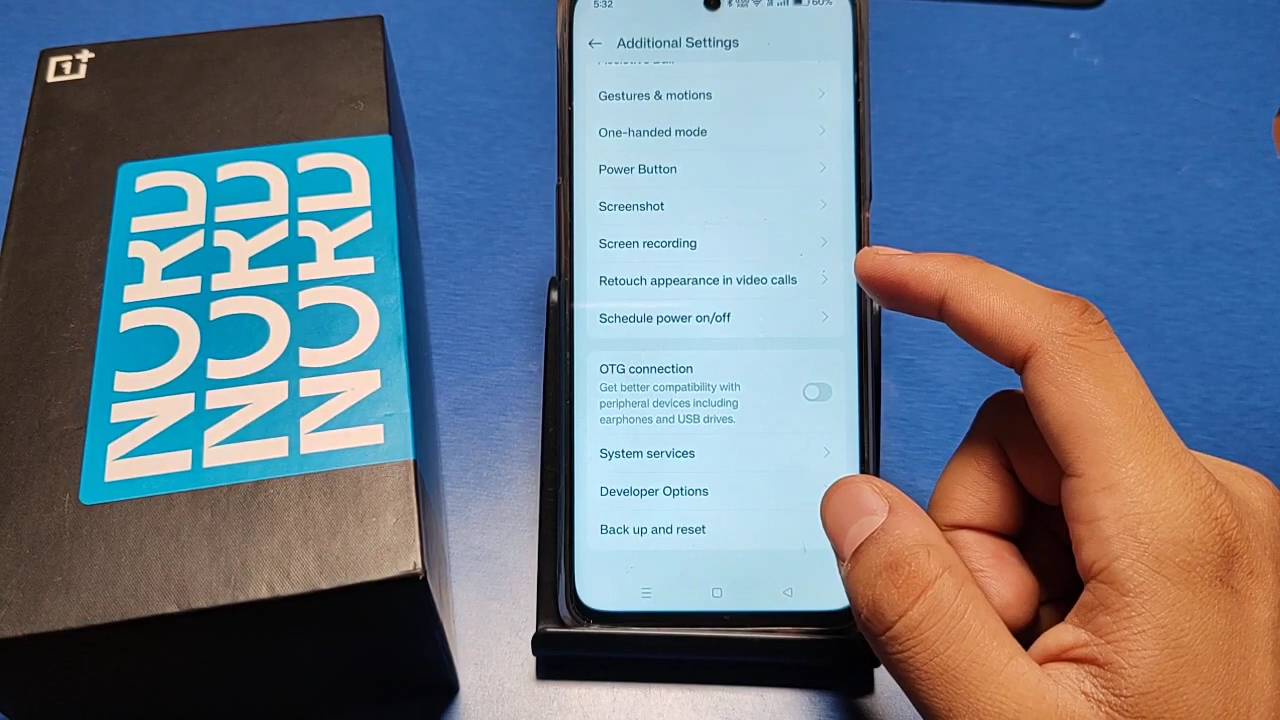 NORD
NORD
NORD
5:32
60%
Additional Settings
Gestures & motions
One-handed mode
Power Button
Screenshot
Screen recording
Retouch appearance in video calls
Schedule power on/off
OTG connection
Get better compatibility with
peripheral devices including
earphones and USB drives.
System services
Developer Options
Back up and reset